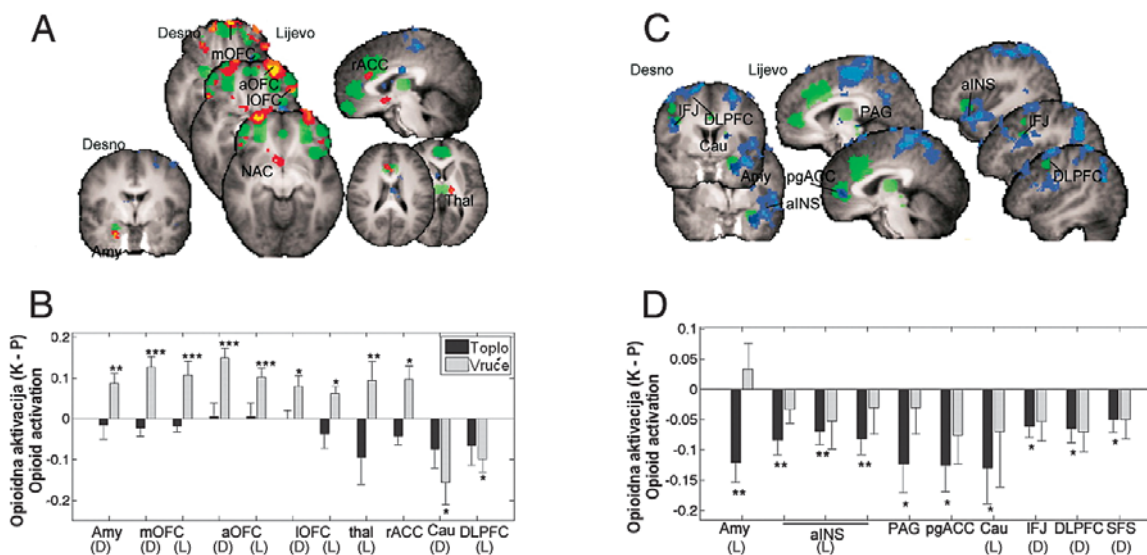 A
Desno
Lijevo
mOFC
aOFC
lOFC
NAC
Amy
rACC
Thal
C
Desno
Lijevo
IFJ
DLPFC
Cau
Amy
PAG
pgACC
aINS
aINS
IFJ
DLPFC
B
Opioidna aktivacija (K - P)
Opioid activation
0.2
0.1
0
-0.1
-0.2
Toplo
Vruće
** *** *** *** *** * * ** * * *
Amy mOFC aOFC lOFC thal rACC Cau DLPFC
(D) (D) (L) (D) (L) (D) (L) (L) (D) (L)
D
Opioidna aktivacija (K - P)
Opioid activation
0.1
0.05
0
-0.05
-0.1
-0.15
-0.2
** ** ** ** * * * * * *
Amy aINS PAG pgACC Cau IFJ DLPFC SFS
(L) (L) (L) (D) (D) (D)